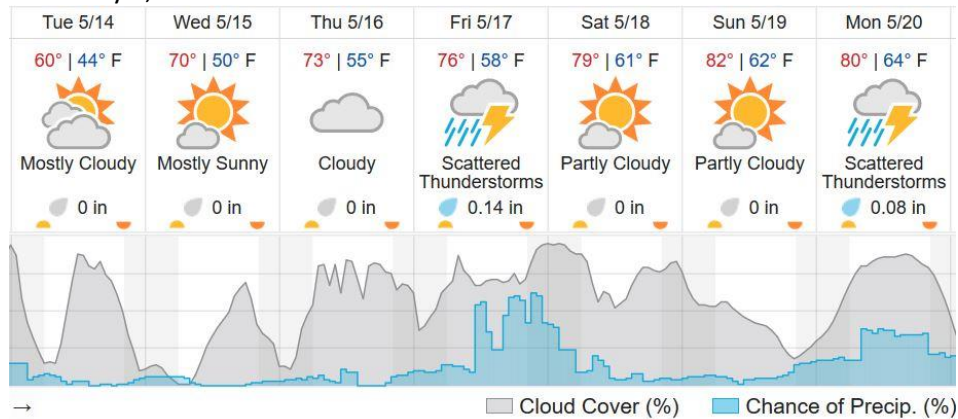 Tue 5/14 Wed 5/15 Thu 5/16 Fri 5/17 Sat 5/18 Sun 5/19 Mon 5/20
60° | 44° F 70° | 50° F 73° | 55° F 76° | 58° F 79° | 61° F 82° | 62° F 80° | 64° F
Mostly Cloudy Mostly Sunny Cloudy Scattered Partly Cloudy Partly Cloudy Scattered
Thunderstorms Thunderstorms
0 in 0 in 0 in 0.14 in 0 in 0 in 0.08 in
→ Cloud Cover (%) Chance of Precip. (%)